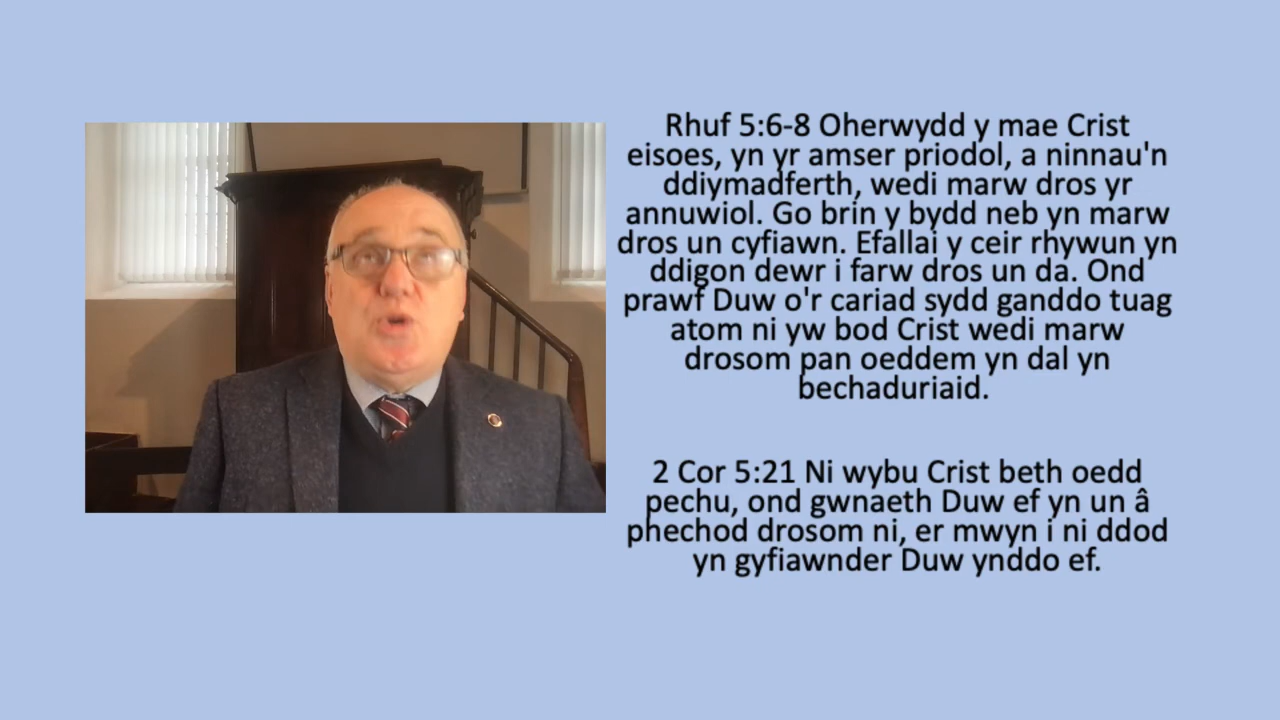 Rhuf 5:6-8 Oherwydd y mae Crist
eisoes, yn yr amser priodol, a ninnau'n
ddiymadferth, wedi marw dros yr
annuwiol. Go brin y bydd neb yn marw
dros un cyfiawn. Efallai y ceir rhywun yn
ddigon dewr i farw dros un da. Ond
prawf Duw o'r cariad sydd ganddo tuag
atom ni yw bod Crist wedi marw
drosom pan oeddem yn dal yn
bechaduriaid.
2 Cor 5:21 Ni wybu Crist beth oedd
pechu, ond gwnaeth Duw ef yn un â
phechod drosom ni, er mwyn i ni ddod
yn gyfiawnder Duw ynddo ef.